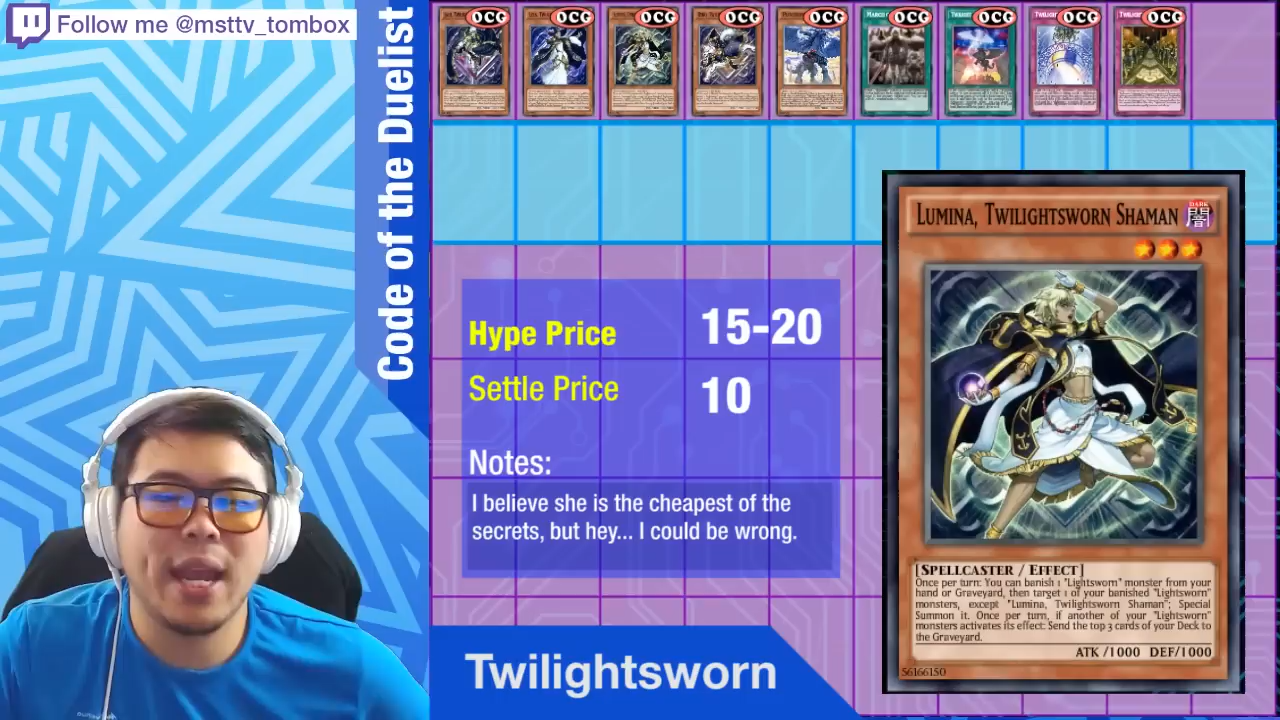 Follow me @msttv_tombox
Code of the Duelist
OCG
OCG
OCG
OCG
OCG
OCG
OCG
OCG
OCG
LUMINA, TWILIGHTSWORN SHAMAN
DARK
闇
Hype Price 15-20
Settle Price 10
Notes:
I believe she is the cheapest of the
secrets, but hey... I could be wrong.
[SPELLCASTER / EFFECT]
Once per turn: You can banish 1 "Lightsworn" monster from your
hand or Graveyard, then target 1 of your banished "Lightsworn"
monsters, except "Lumina, Twilightsworn Shaman"; Special
Summon it. Once per turn, if another of your "Lightsworn"
monsters activates its effect: Send the top 3 cards of your Deck to
the Graveyard.
ATK /1000 DEF/1000
56166150
Twilightsworn